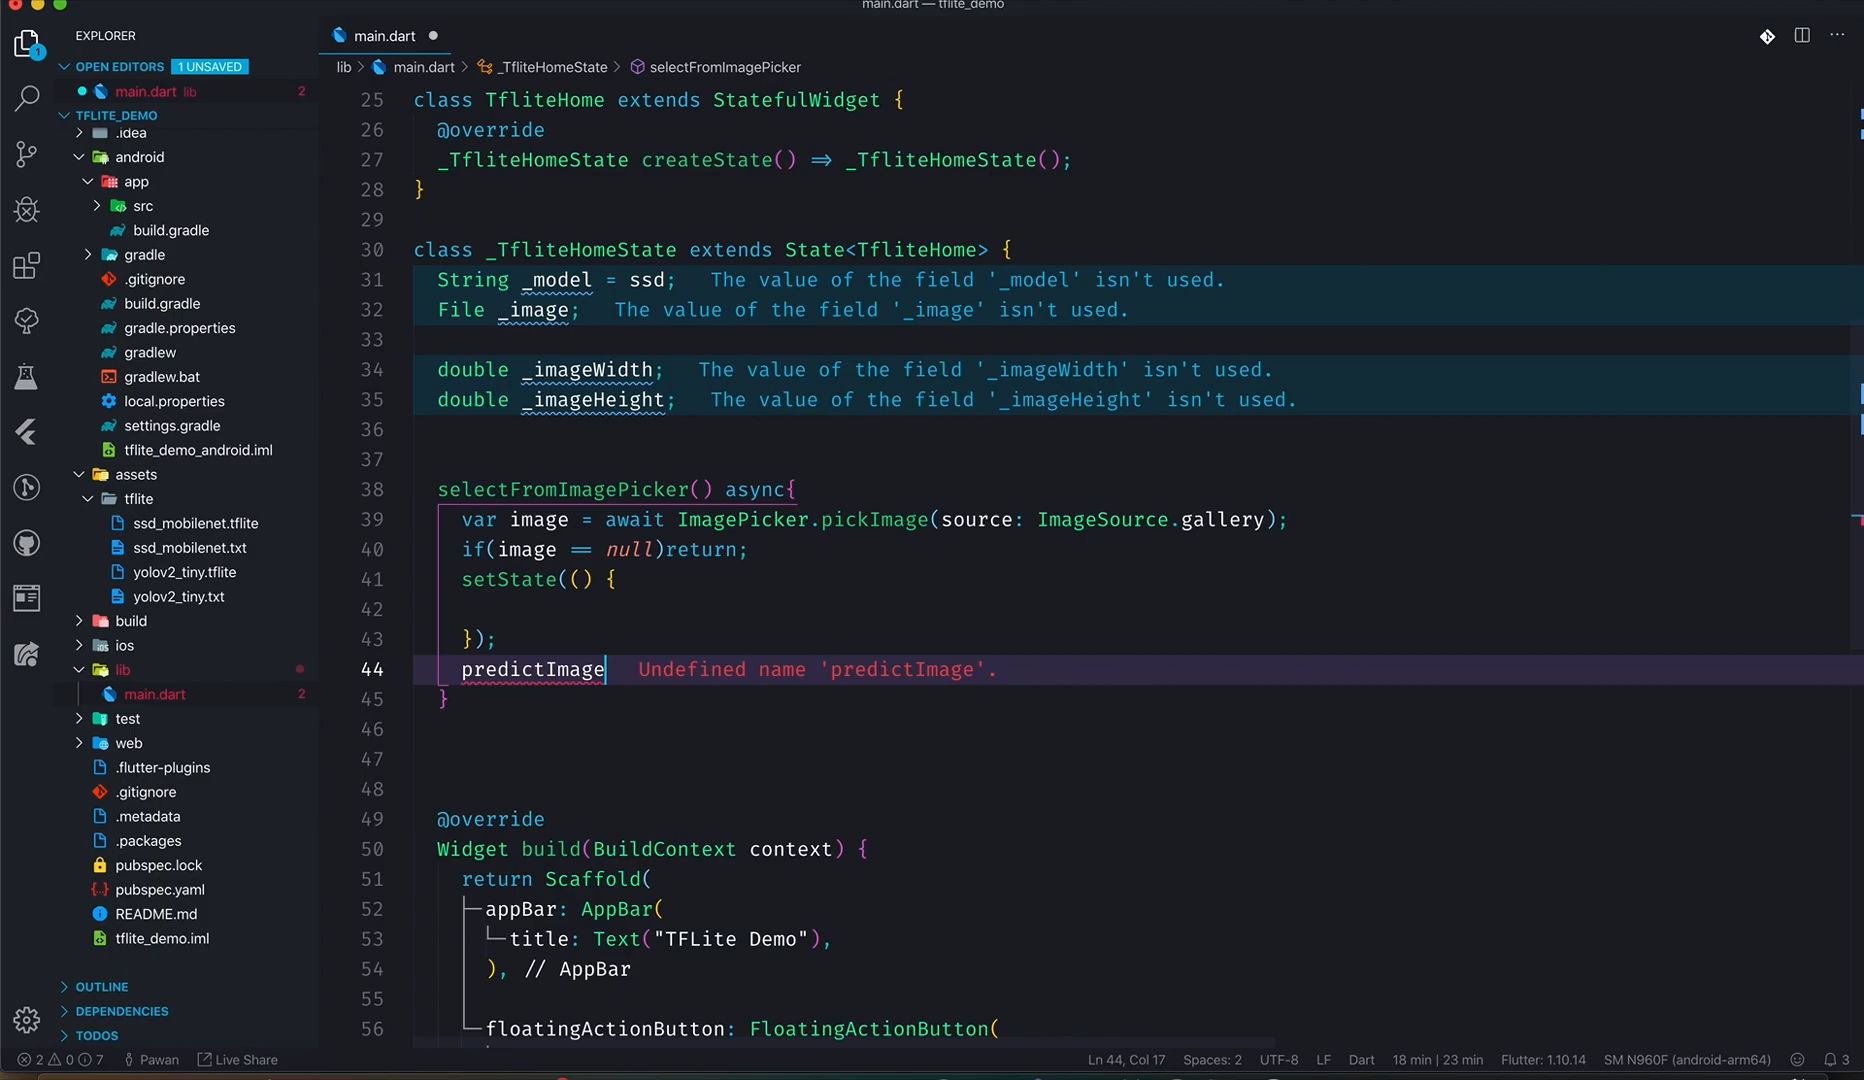 main.dart — tflite_demo
EXPLORER
OPEN EDITORS 1 UNSAVED
main.dart lib 2
TFLITE_DEMO
.idea
android
app
src
build.gradle
gradle
.gitignore
build.gradle
gradle.properties
gradlew
gradlew.bat
local.properties
settings.gradle
tflite_demo_android.iml
assets
tflite
ssd_mobilenet.tflite
ssd_mobilenet.txt
yolov2_tiny.tflite
yolov2_tiny.txt
build
ios
lib
main.dart 2
test
web
.flutter-plugins
.gitignore
.metadata
.packages
pubspec.lock
pubspec.yaml
README.md
tflite_demo.iml
OUTLINE
DEPENDENCIES
TODOS
1
main.dart
lib > main.dart > _TfliteHomeState > selectFromImagePicker
25 class TfliteHome extends StatefulWidget {
26 @override
27 _TfliteHomeState createState() => _TfliteHomeState();
28 }
29
30 class _TfliteHomeState extends State<TfliteHome> {
31 String _model = ssd; The value of the field '_model' isn't used.
32 File _image; The value of the field '_image' isn't used.
33
34 double _imageWidth; The value of the field '_imageWidth' isn't used.
35 double _imageHeight; The value of the field '_imageHeight' isn't used.
36
37
38 selectFromImagePicker() async{
39 var image = await ImagePicker.pickImage(source: ImageSource.gallery);
40 if(image == null)return;
41 setState(() {
42
43 });
44 predictImage Undefined name 'predictImage'.
45 }
46
47
48
49 @override
50 Widget build(BuildContext context) {
51 return Scaffold(
52 appBar: AppBar(
53 title: Text("TFLite Demo"),
54 ), // AppBar
55
56 floatingActionButton: FloatingActionButton(
2 0 7 Pawan Live Share Ln 44, Col 17 Spaces: 2 UTF-8 LF Dart 18 min | 23 min Flutter: 1.10.14 SM N960F (android-arm64) 3